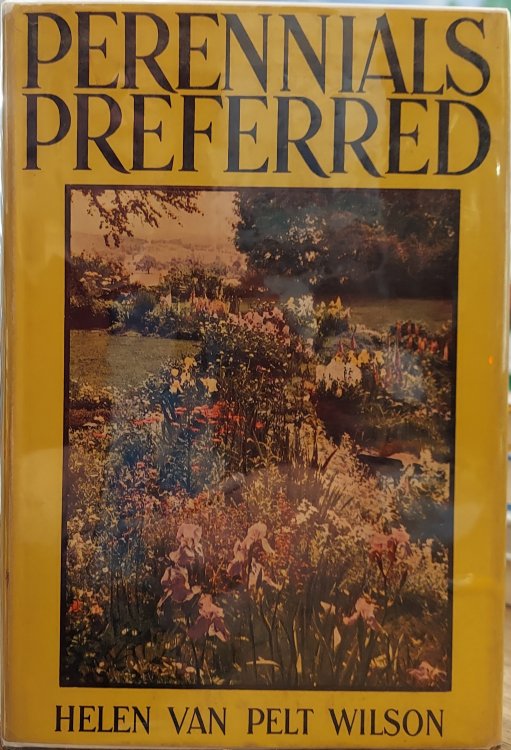 PERENNIALS
PREFERRED
HELEN VAN PELT WILSON